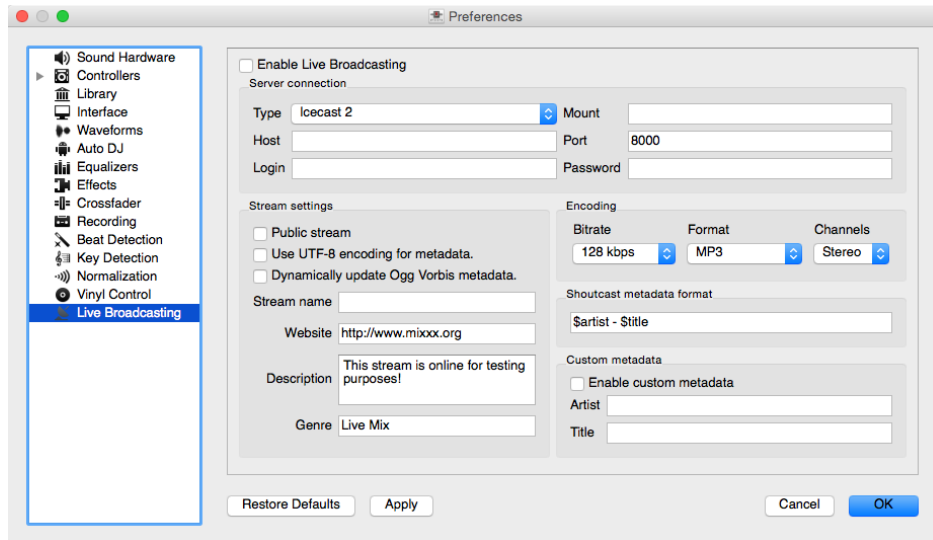 Preferences
Sound Hardware
Controllers
Library
Interface
Waveforms
Auto DJ
Equalizers
Effects
Crossfader
Recording
Beat Detection
Key Detection
Normalization
Vinyl Control
Live Broadcasting
Enable Live Broadcasting
Server connection
Type Icecast 2 Mount
Host Port 8000
Login Password
Stream settings
Public stream
Use UTF-8 encoding for metadata.
Dynamically update Ogg Vorbis metadata.
Stream name
Website http://www.mixxx.org
Description This stream is online for testing
purposes!
Genre Live Mix
Encoding
Bitrate Format Channels
128 kbps MP3 Stereo
Shoutcast metadata format
$artist - $title
Custom metadata
Enable custom metadata
Artist
Title
Restore Defaults Apply Cancel OK